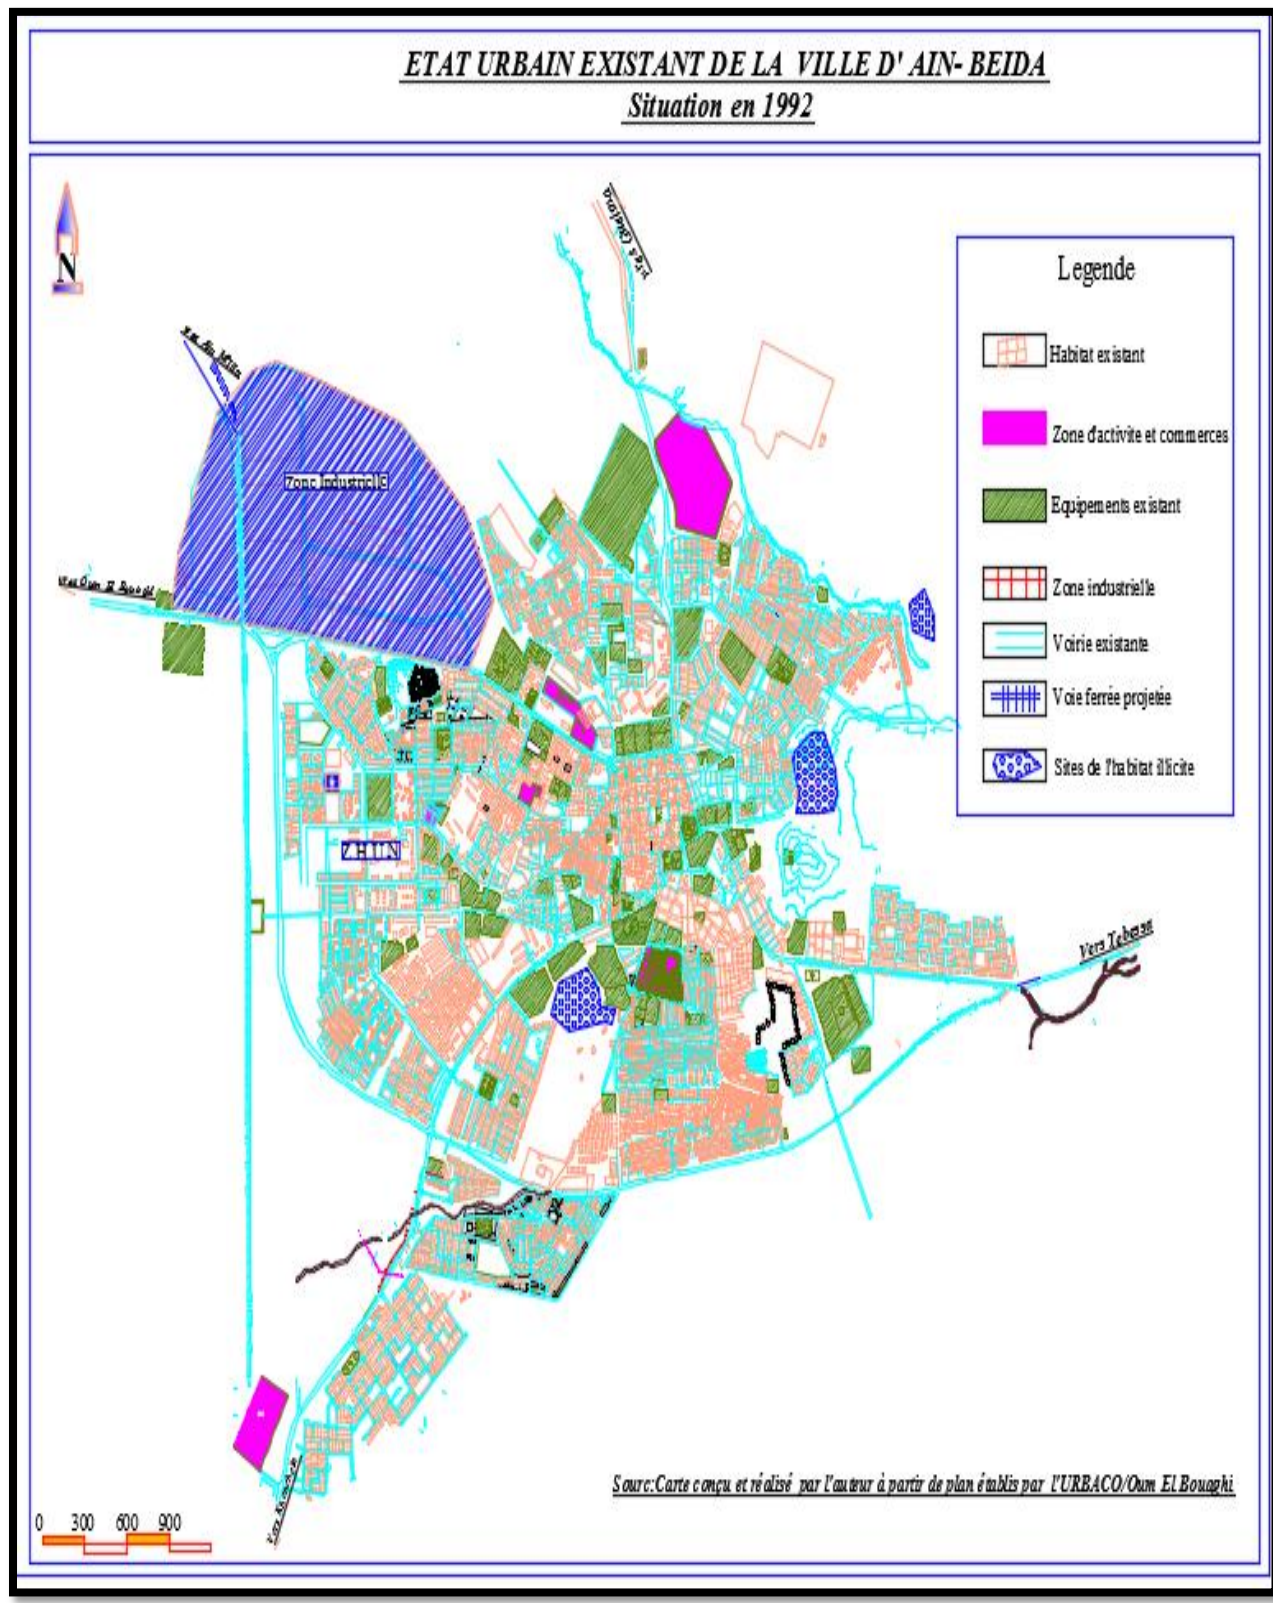 ETAT URBAIN EXISTANT DE LA VILLE D' AIN- BEIDA
Situation en 1992
N
Legende
Habitat existant
Zone d'activite et commerces
Equipements existant
Zone industrielle
Voirie existante
Voie ferrée projetée
Sites de l'habitat illicite
Zone Industrielle
ZHUN
Vers Tebessa
Sourc:Carte conçu et réalisé par l'auteur à partir de plan établis par l'URBACO/Oum El Bouaghi
0 300 600 900